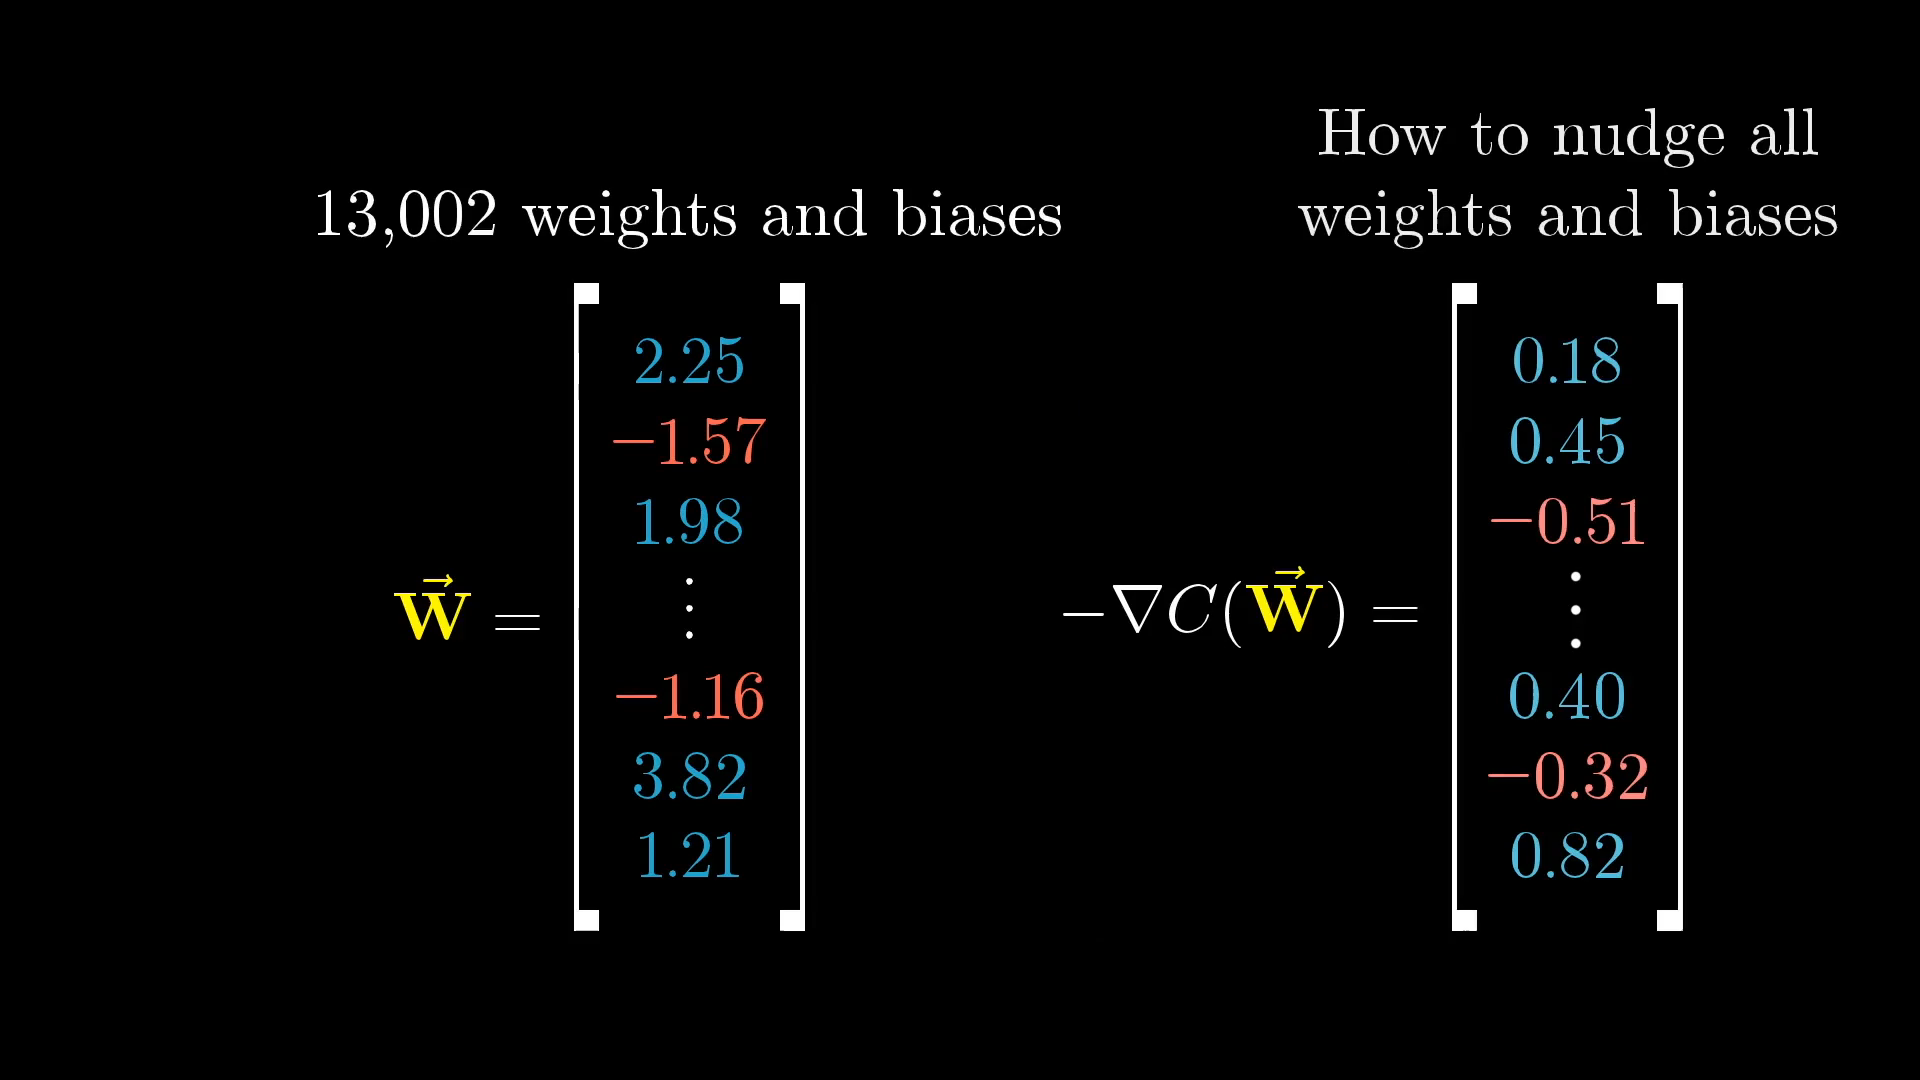 13,002 weights and biases
W⃗ =
2.25
−1.57
1.98
⋮
−1.16
3.82
1.21
How to nudge all
weights and biases
−∇C(W⃗) =
0.18
0.45
−0.51
⋮
0.40
−0.32
0.82